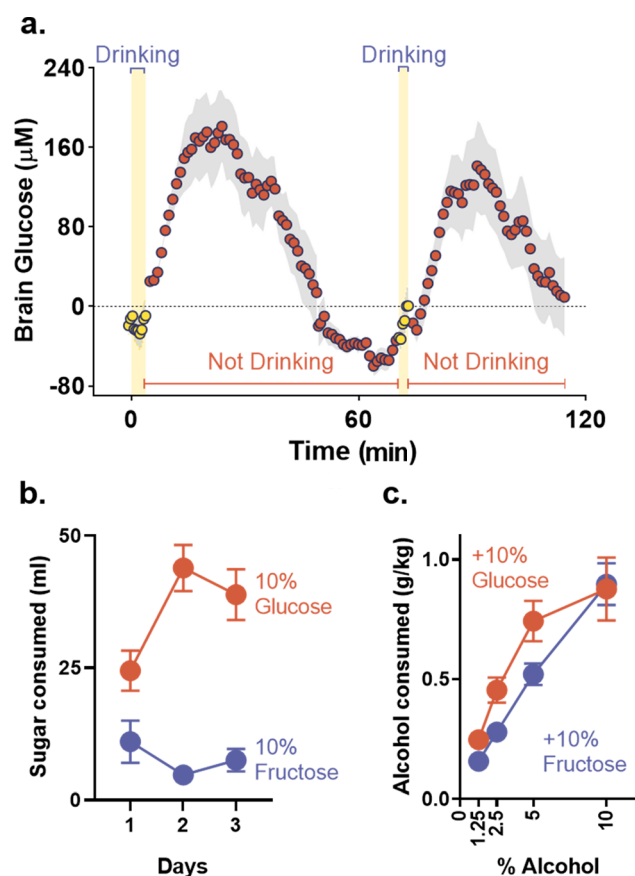 a.
Drinking
Drinking
240
160
80
0
-80
Brain Glucose (μM)
Not Drinking
Not Drinking
0
60
120
Time (min)
b.
50
25
0
Sugar consumed (ml)
10%
Glucose
10%
Fructose
1
2
3
Days
c.
1.0
0.5
0.0
Alcohol consumed (g/kg)
+10%
Glucose
+10%
Fructose
0
1.25
2.5
5
10
% Alcohol